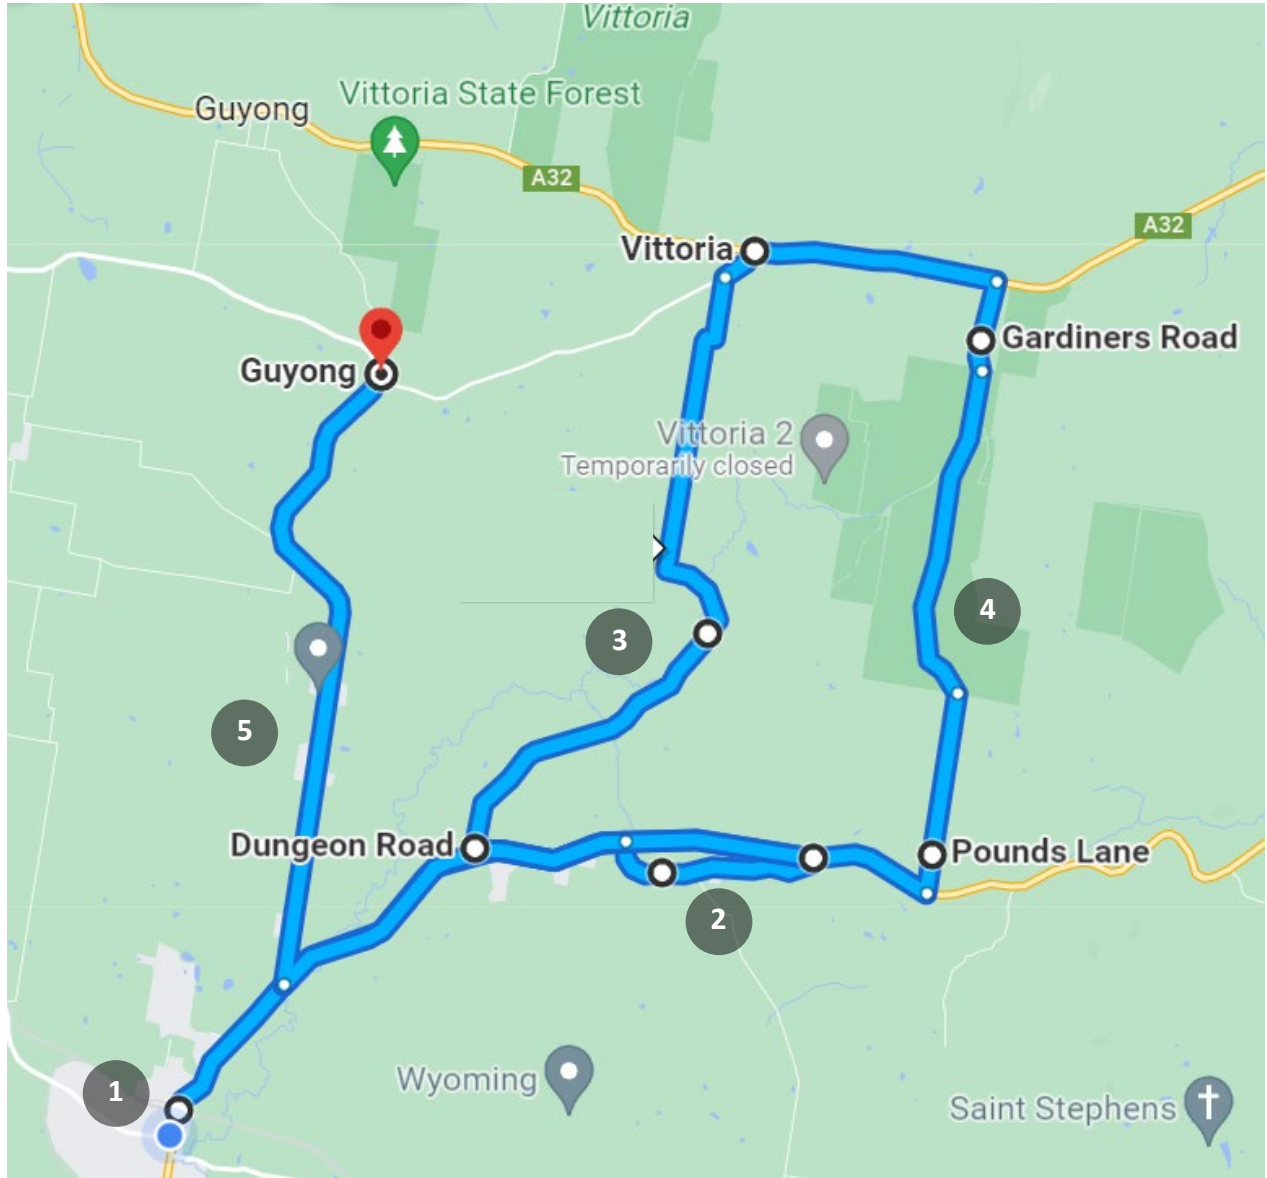 Vittoria
Vittoria State Forest
Guyong
A32
A32
Vittoria
Gardiners Road
Guyong
Vittoria 2
Temporarily closed
4
3
5
Dungeon Road
Pounds Lane
2
1
Wyoming
Saint Stephens